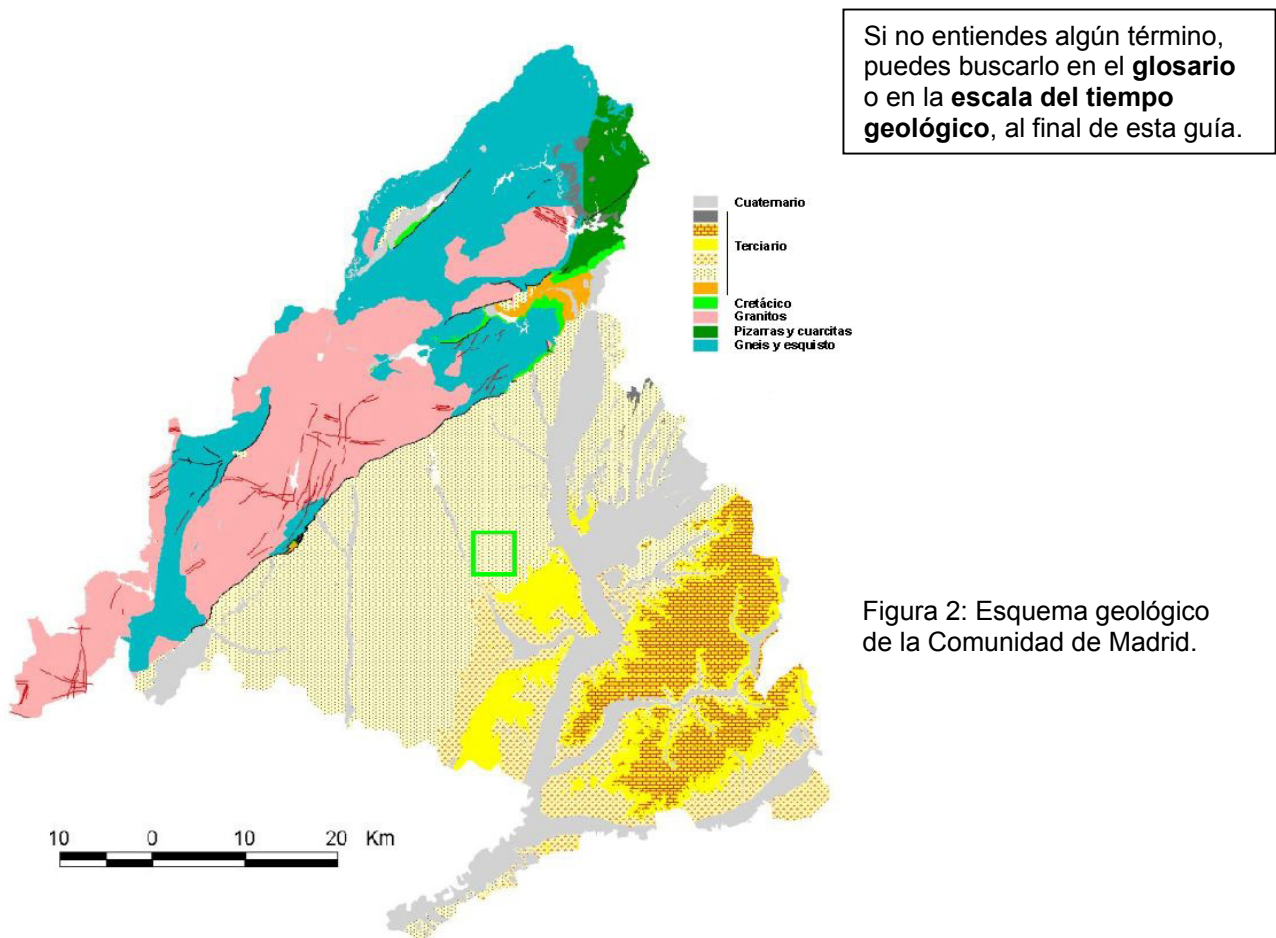 Si no entiendes algún término,
puedes buscarlo en el glosario
o en la escala del tiempo
geológico, al final de esta guía.
Cuaternario
Terciario
Cretácico
Granitos
Pizarras y cuarcitas
Gneis y esquisto
Figura 2: Esquema geológico
de la Comunidad de Madrid.
10 0 10 20 Km